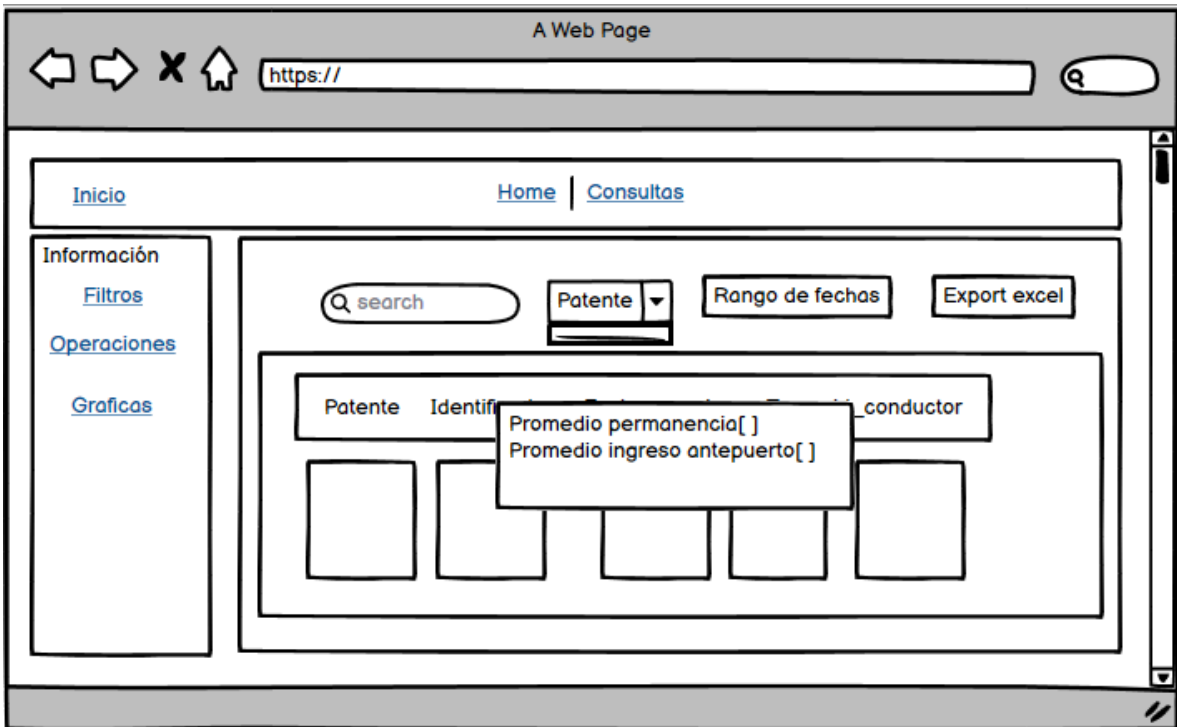 A Web Page
https://
Inicio
Home
Consultas
Información
Filtros
Operaciones
Graficas
search
Patente
Rango de fechas
Export excel
Patente
_conductor
Promedio permanencia[ ]
Promedio ingreso antepuerto[ ]